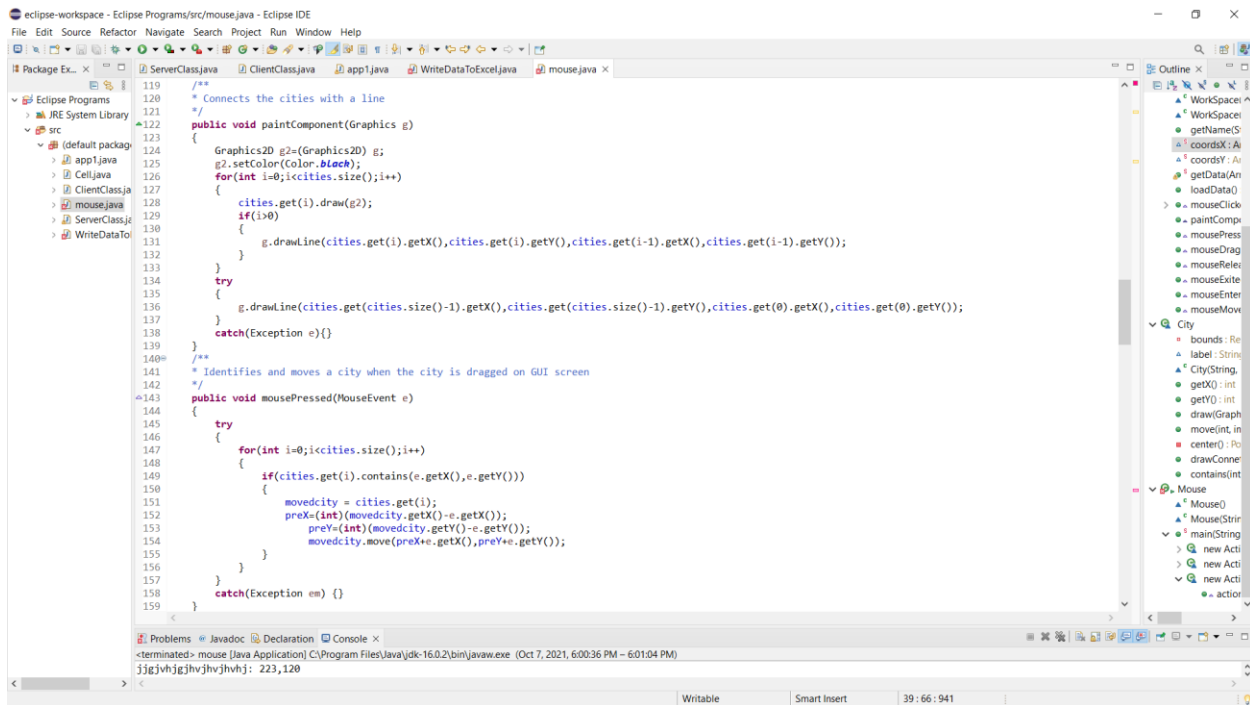 eclipse-workspace - Eclipse Programs/src/mouse.java - Eclipse IDE
File Edit Source Refactor Navigate Search Project Run Window Help
Package Ex...
ServerClass.java ClientClass.java app1.java WriteDataToExcel.java mouse.java
Outline
Eclipse Programs
JRE System Library
src
(default packag
app1.java
Cell.java
ClientClass.ja
mouse.java
ServerClass.ja
WriteDataTo
119 /**
120 * Connects the cities with a line
121 */
122 public void paintComponent(Graphics g)
123 {
124 Graphics2D g2=(Graphics2D) g;
125 g2.setColor(Color.black);
126 for(int i=0;i<cities.size();i++)
127 {
128 cities.get(i).draw(g2);
129 if(i>0)
130 {
131 g.drawLine(cities.get(i).getX(),cities.get(i).getY(),cities.get(i-1).getX(),cities.get(i-1).getY());
132 }
133 }
134 try
135 {
136 g.drawLine(cities.get(cities.size()-1).getX(),cities.get(cities.size()-1).getY(),cities.get(0).getX(),cities.get(0).getY());
137 }
138 catch(Exception e){}
139 }
140 /**
141 * Identifies and moves a city when the city is dragged on GUI screen
142 */
143 public void mousePressed(MouseEvent e)
144 {
145 try
146 {
147 for(int i=0;i<cities.size();i++)
148 {
149 if(cities.get(i).contains(e.getX(),e.getY()))
150 {
151 movedcity = cities.get(i);
152 preX=(int)(movedcity.getX()-e.getX());
153 preY=(int)(movedcity.getY()-e.getY());
154 movedcity.move(preX+e.getX(),preY+e.getY());
155 }
156 }
157 }
158 catch(Exception em) {}
159 }
WorkSpace(
WorkSpace(
getName(S
coordsX : A
coordsY : A
getData(Arr
loadData()
mouseClick
paintCompo
mousePress
mouseDrag
mouseRelea
mouseExite
mouseEnter
mouseMove
City
bounds : Re
label : String
City(String,
getX() : int
getY() : int
draw(Graph
move(int, in
center() : Po
drawConne
contains(int
Mouse
Mouse()
Mouse(Strin
main(String
new Acti
new Acti
new Acti
action
Problems Javadoc Declaration Console
<terminated> mouse [Java Application] C:\Program Files\Java\jdk-16.0.2\bin\javaw.exe (Oct 7, 2021, 6:00:36 PM – 6:01:04 PM)
jjgjvhjgjhvjhvjhvhj: 223,120
Writable Smart Insert 39 : 66 : 941